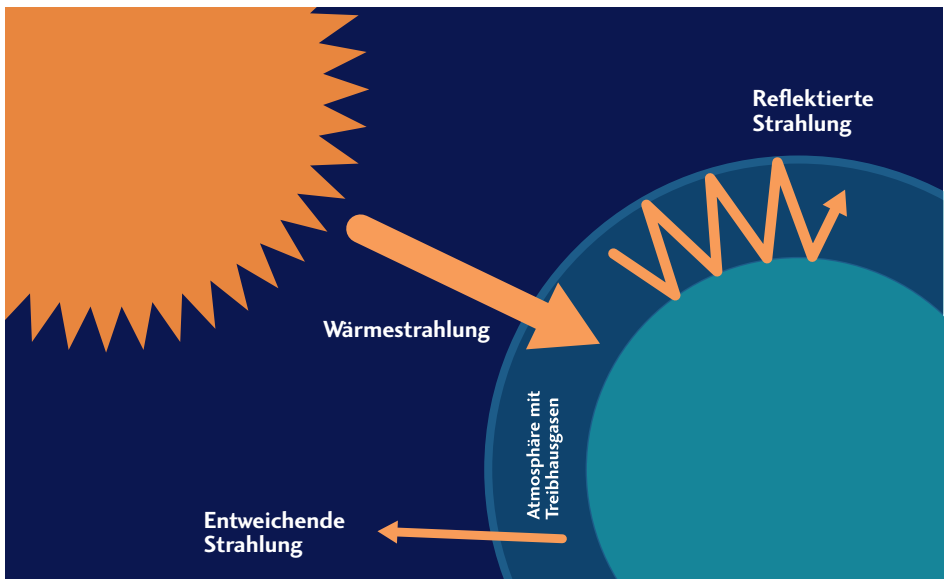 Reflektierte
Strahlung
Wärmestrahlung
Atmosphäre mit
Treibhausgasen
Entweichende
Strahlung